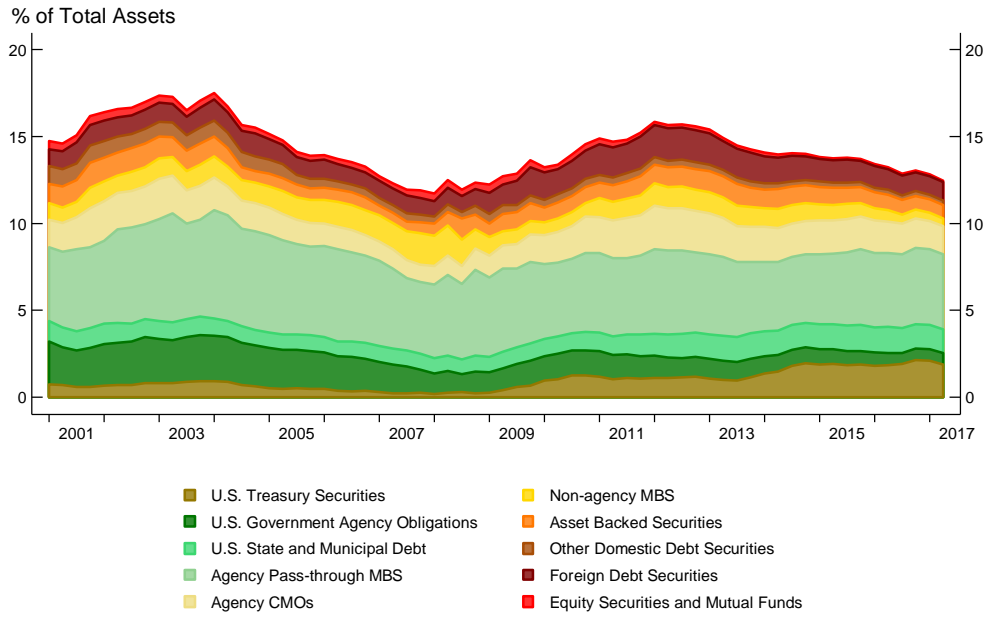 % of Total Assets
20 20
15 15
10 10
5 5
0 0
2001 2003 2005 2007 2009 2011 2013 2015 2017
U.S. Treasury Securities
U.S. Government Agency Obligations
U.S. State and Municipal Debt
Agency Pass-through MBS
Agency CMOs
Non-agency MBS
Asset Backed Securities
Other Domestic Debt Securities
Foreign Debt Securities
Equity Securities and Mutual Funds